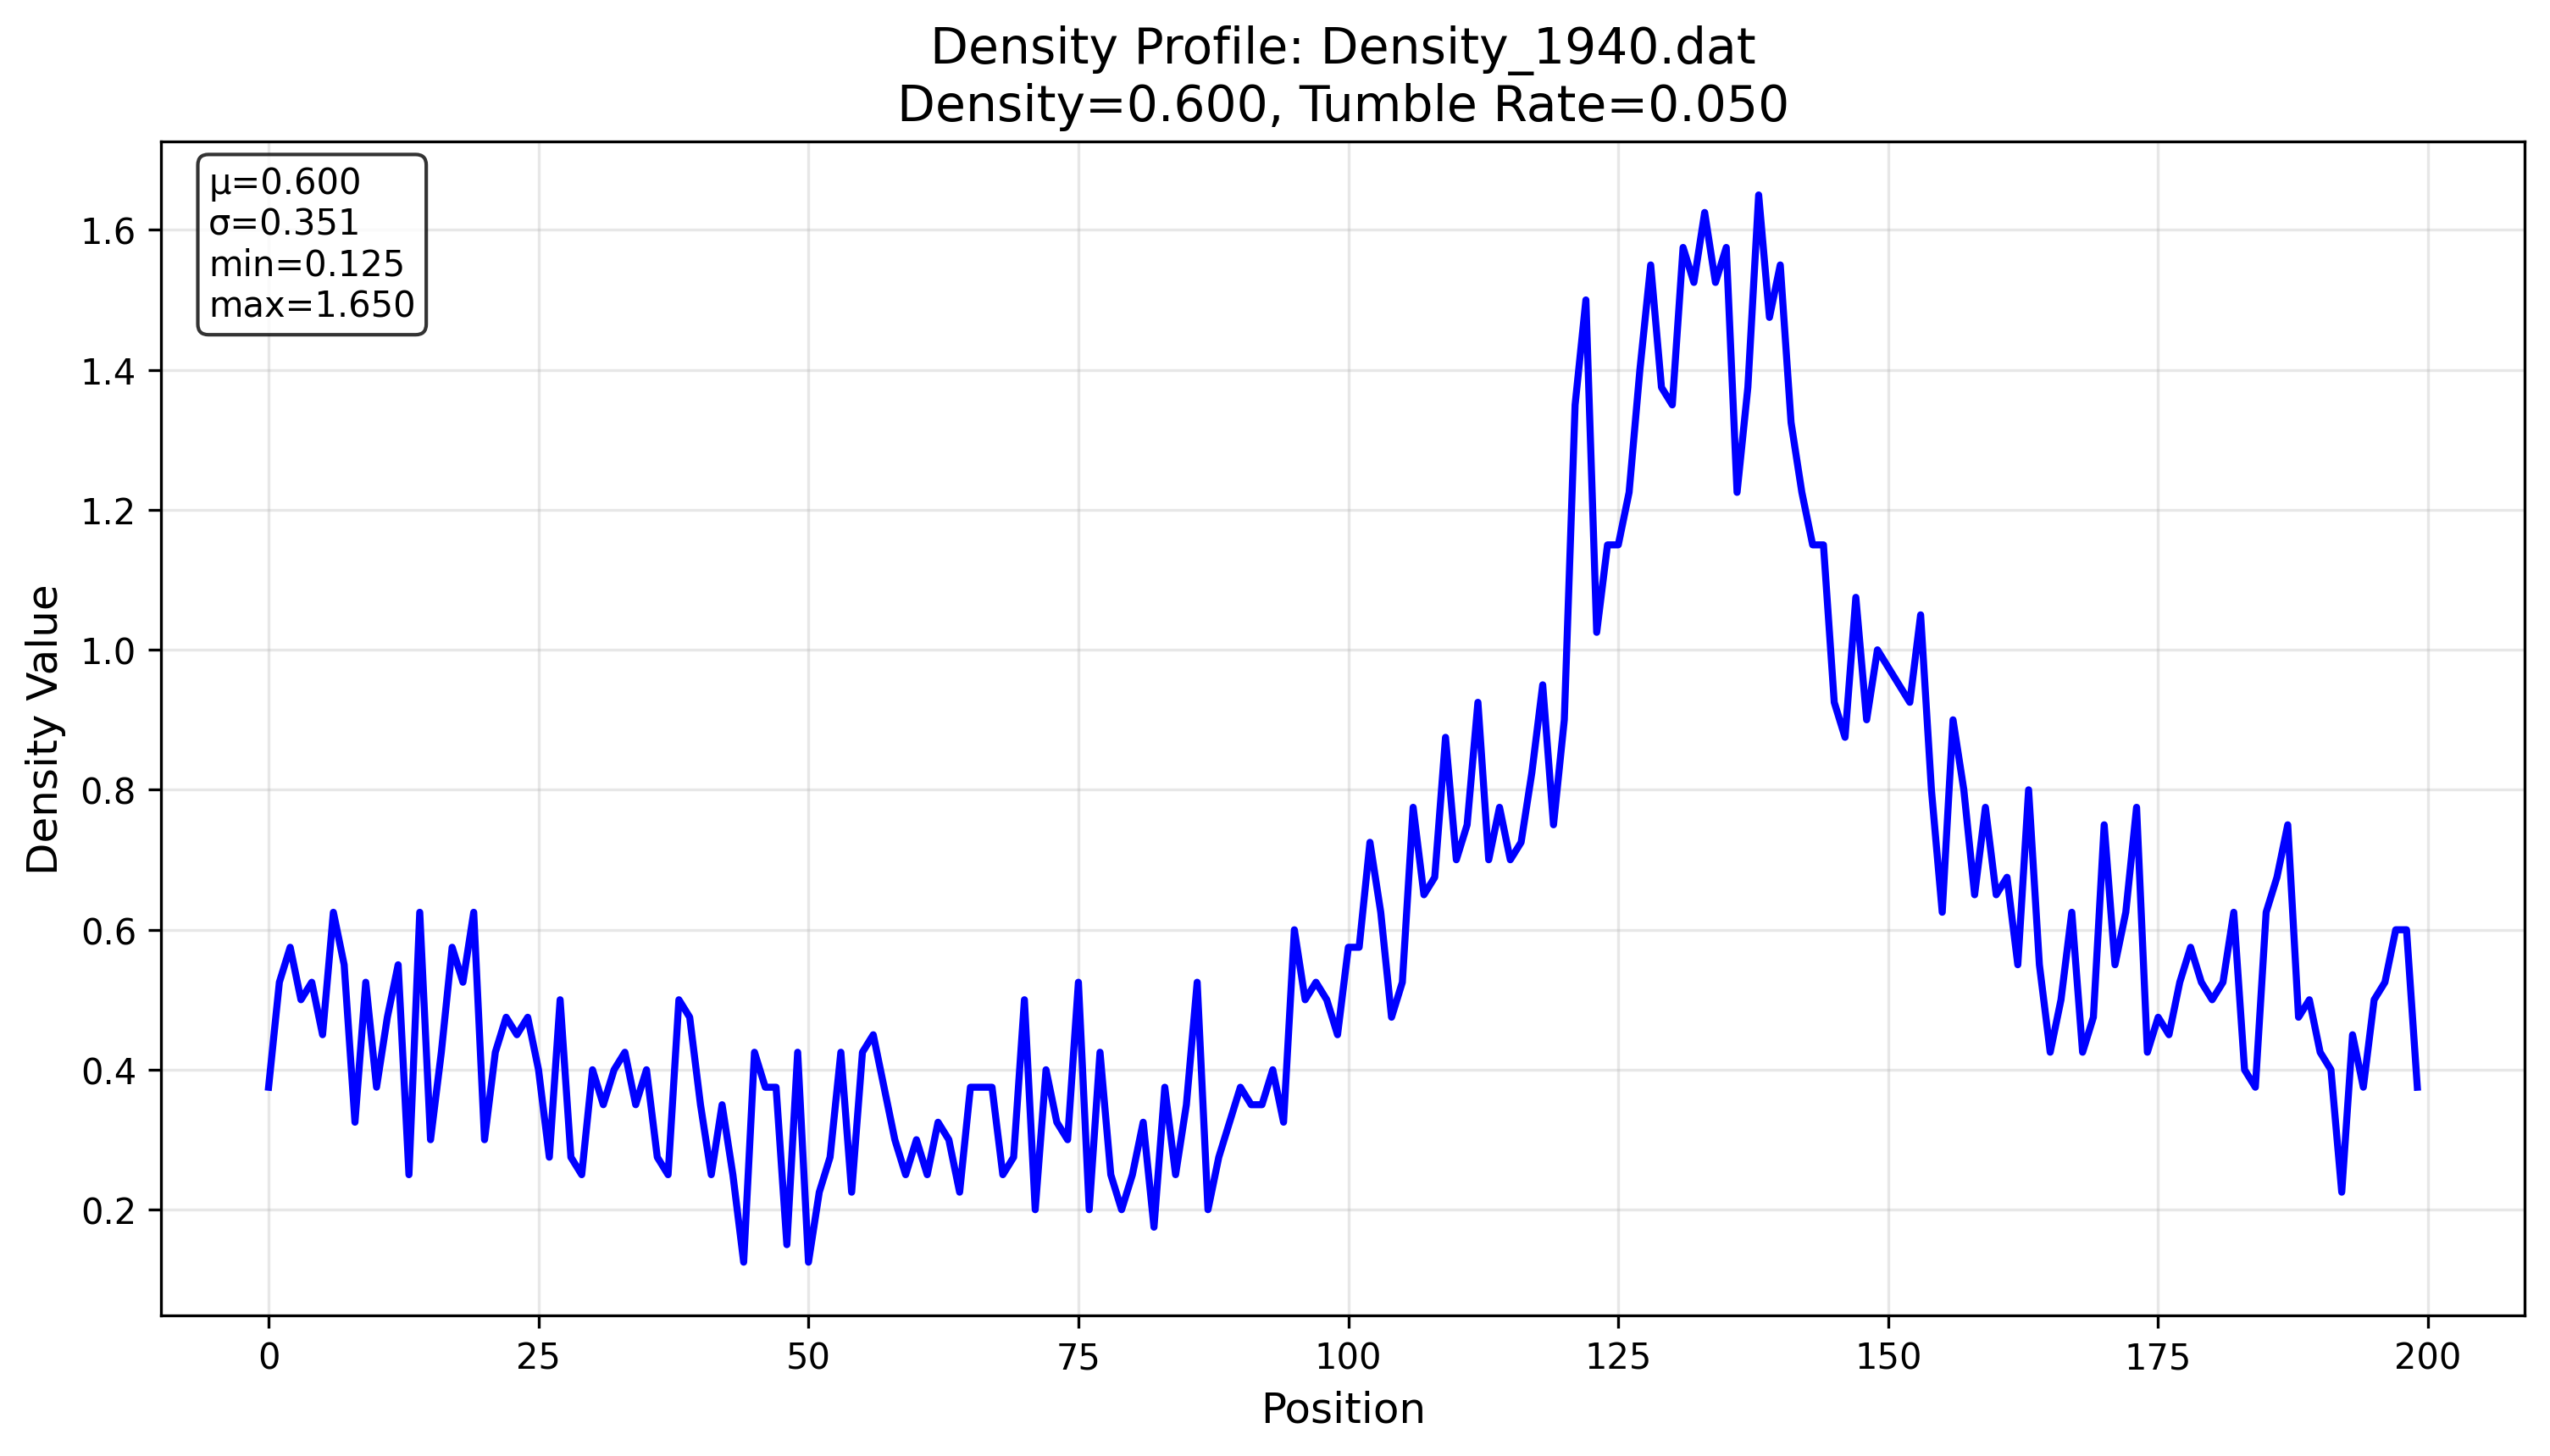 Density Profile: Density_1940.dat
Density=0.600, Tumble Rate=0.050
μ=0.600
σ=0.351
min=0.125
max=1.650
Density Value
1.6
1.4
1.2
1.0
0.8
0.6
0.4
0.2
0 25 50 75 100 125 150 175 200
Position